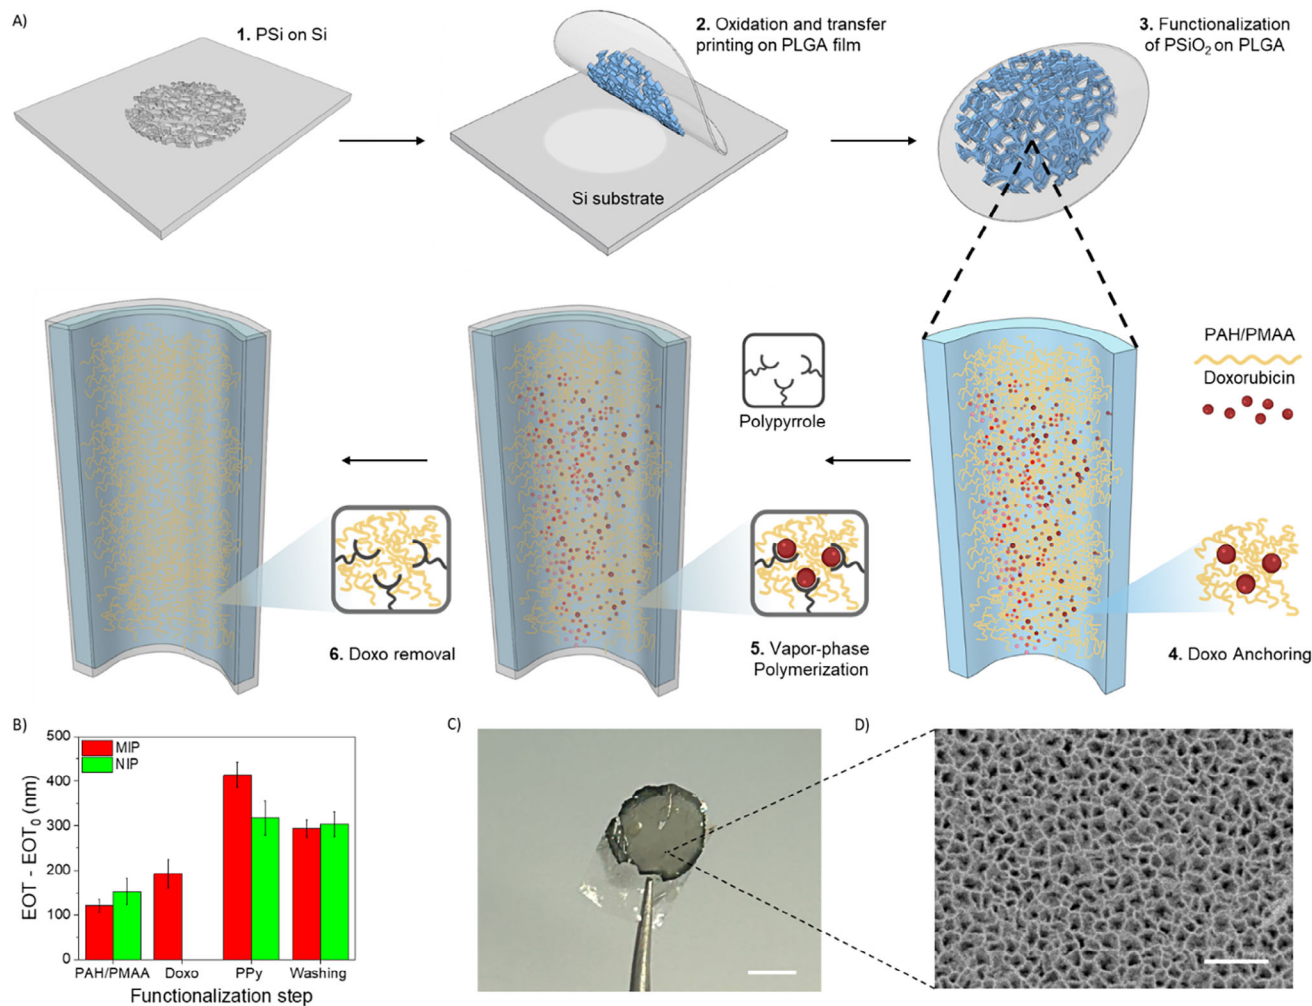 A)
1. PSi on Si
2. Oxidation and transfer
printing on PLGA film
3. Functionalization
of PSiO₂ on PLGA
Si substrate
PAH/PMAA
Doxorubicin
Polypyrrole
6. Doxo removal
5. Vapor-phase
Polymerization
4. Doxo Anchoring
B)
500
400
300
200
100
0
EOT - EOT₀ (nm)
MIP
NIP
PAH/PMAA
Doxo
PPy
Washing
Functionalization step
C)
D)